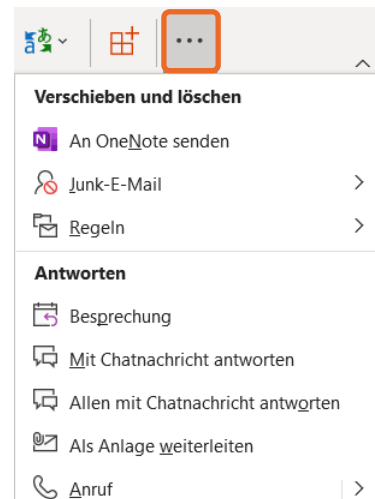 Verschieben und löschen
An OneNote senden
Junk-E-Mail
Regeln
Antworten
Besprechung
Mit Chatnachricht antworten
Allen mit Chatnachricht antworten
Als Anlage weiterleiten
Anruf